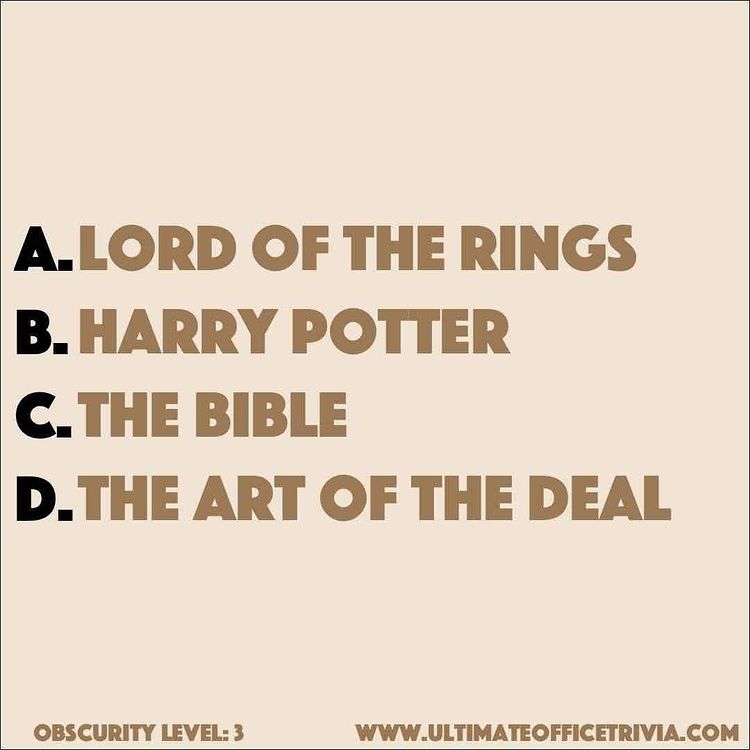 A. LORD OF THE RINGS
B. HARRY POTTER
C. THE BIBLE
D. THE ART OF THE DEAL
OBSCURITY LEVEL: 3 WWW.ULTIMATEOFFICETRIVIA.COM